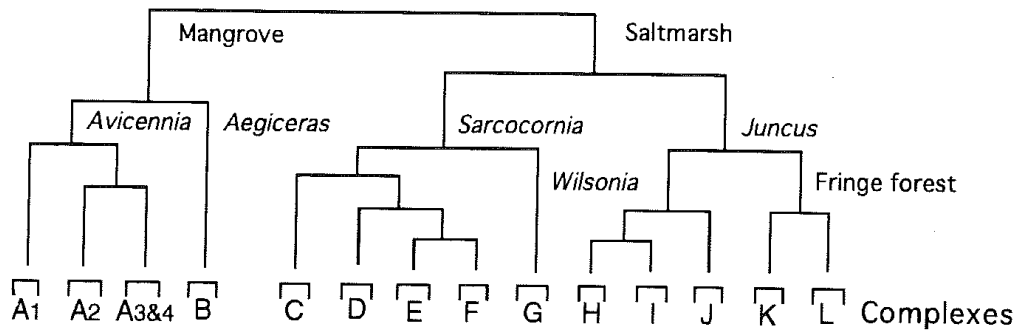 Mangrove Saltmarsh
Avicennia Aegiceras Sarcocornia Juncus
Wilsonia Fringe forest
A1 A2 A3&4 B C D E F G H I J K L Complexes